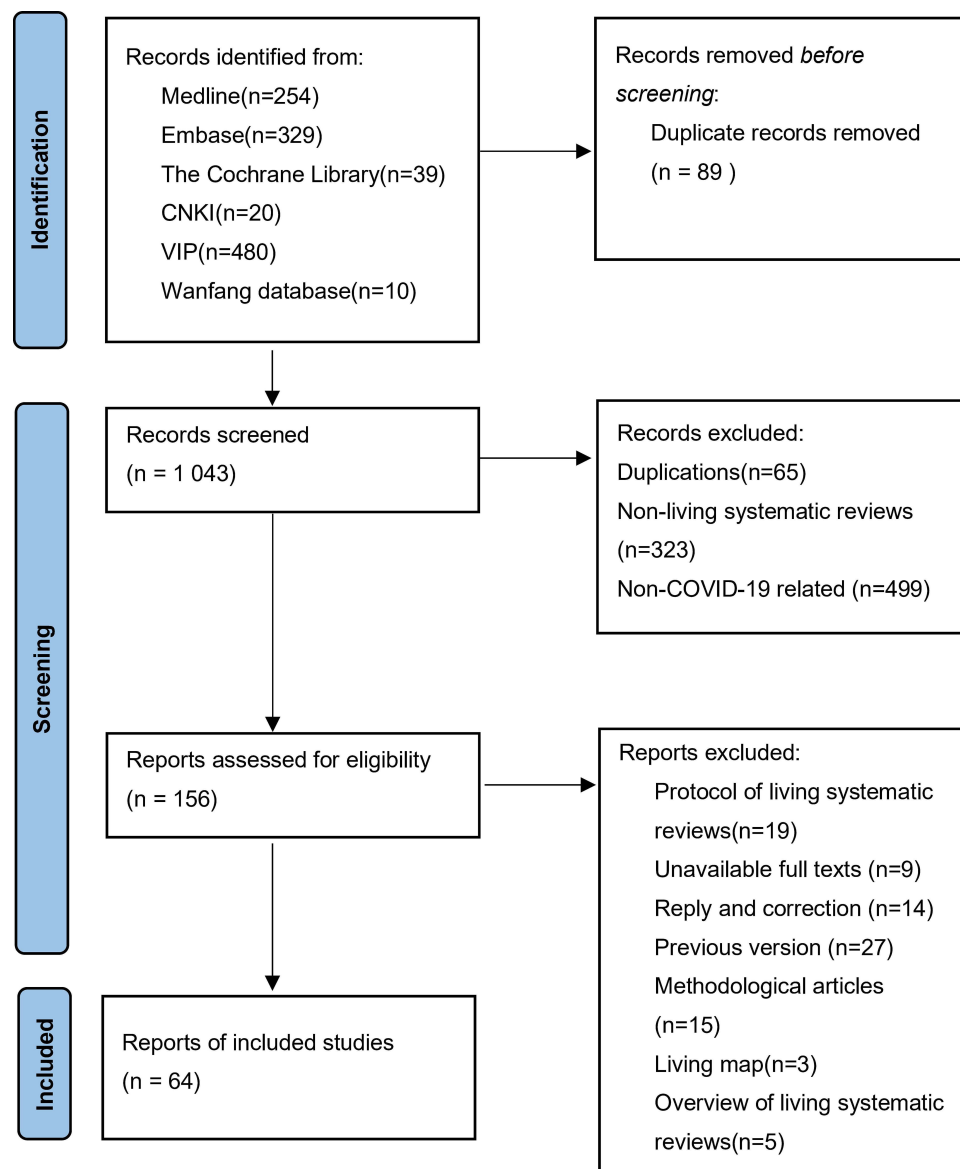 Identification
Records identified from:
Medline(n=254)
Embase(n=329)
The Cochrane Library(n=39)
CNKI(n=20)
VIP(n=480)
Wanfang database(n=10)
Records removed before
screening:
Duplicate records removed
(n = 89 )
Screening
Records screened
(n = 1 043)
Records excluded:
Duplications(n=65)
Non-living systematic reviews
(n=323)
Non-COVID-19 related (n=499)
Reports assessed for eligibility
(n = 156)
Reports excluded:
Protocol of living systematic
reviews(n=19)
Unavailable full texts (n=9)
Reply and correction (n=14)
Previous version (n=27)
Methodological articles
(n=15)
Living map(n=3)
Overview of living systematic
reviews(n=5)
Included
Reports of included studies
(n = 64)